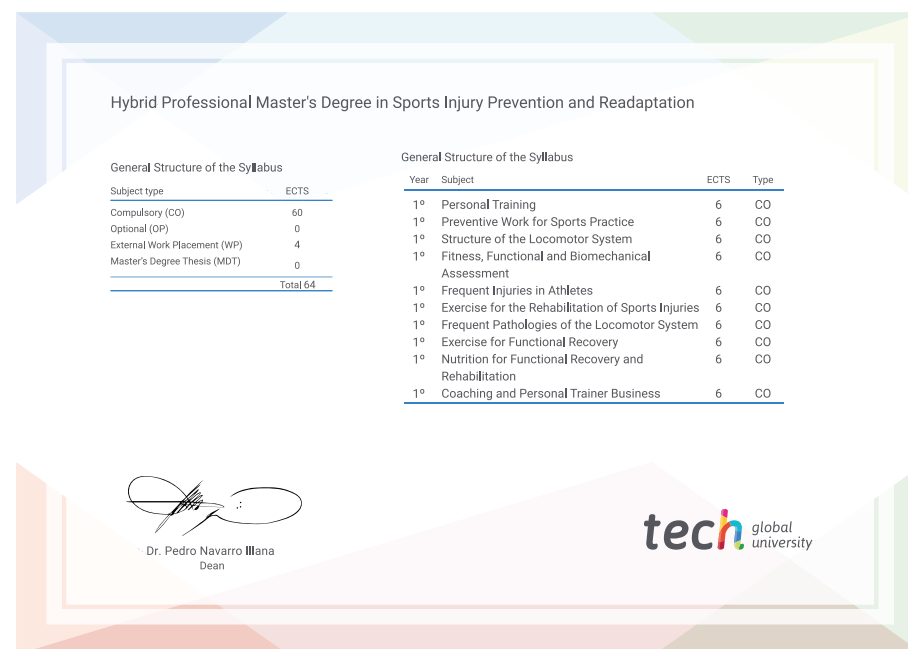 Hybrid Professional Master's Degree in Sports Injury Prevention and Readaptation
General Structure of the Syllabus
Subject type ECTS
Compulsory (CO) 60
Optional (OP) 0
External Work Placement (WP) 4
Master's Degree Thesis (MDT) 0
Total 64
General Structure of the Syllabus
Year Subject ECTS Type
1º Personal Training 6 CO
1º Preventive Work for Sports Practice 6 CO
1º Structure of the Locomotor System 6 CO
1º Fitness, Functional and Biomechanical 6 CO
Assessment
1º Frequent Injuries in Athletes 6 CO
1º Exercise for the Rehabilitation of Sports Injuries 6 CO
1º Frequent Pathologies of the Locomotor System 6 CO
1º Exercise for Functional Recovery 6 CO
1º Nutrition for Functional Recovery and 6 CO
Rehabilitation
1º Coaching and Personal Trainer Business 6 CO
Dr. Pedro Navarro Illana
Dean
tech global
university